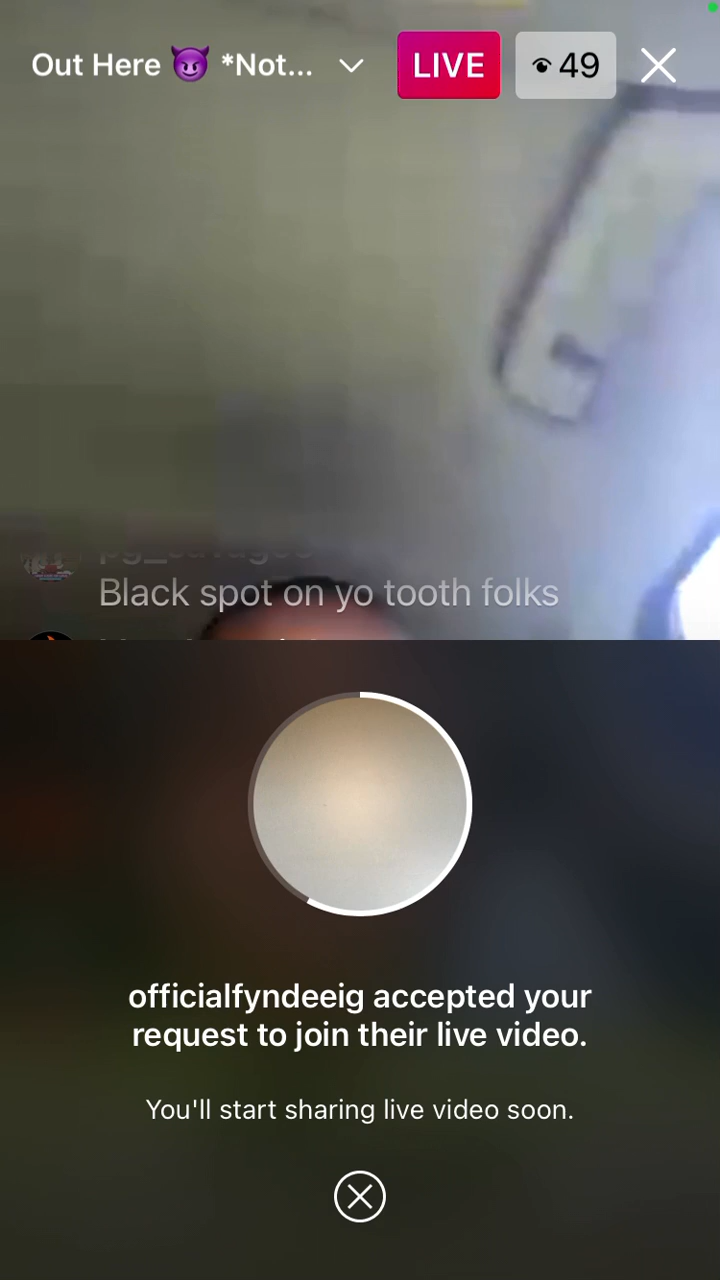 Out Here 😈 *Not...
LIVE
49
Black spot on yo tooth folks
officialfyndeeig accepted your
request to join their live video.
You'll start sharing live video soon.